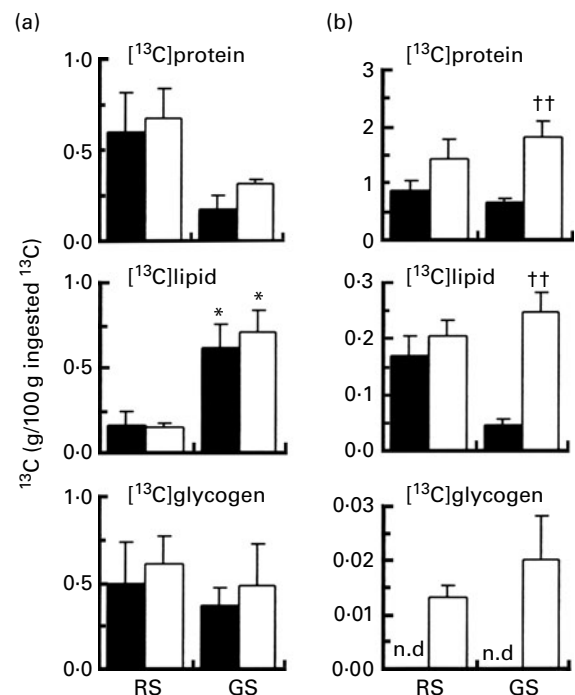 (a)
(b)
¹³C (g/100 g ingested ¹³C)
[¹³C]protein
1·0
0·5
0·0
[¹³C]protein
3
2
1
0
††
[¹³C]lipid
1·0
0·5
0·0
* *
[¹³C]lipid
0·3
0·2
0·1
0·0
††
[¹³C]glycogen
1·0
0·5
0·0
RS GS
[¹³C]glycogen
0·03
0·02
0·01
0·00
n.d n.d
RS GS